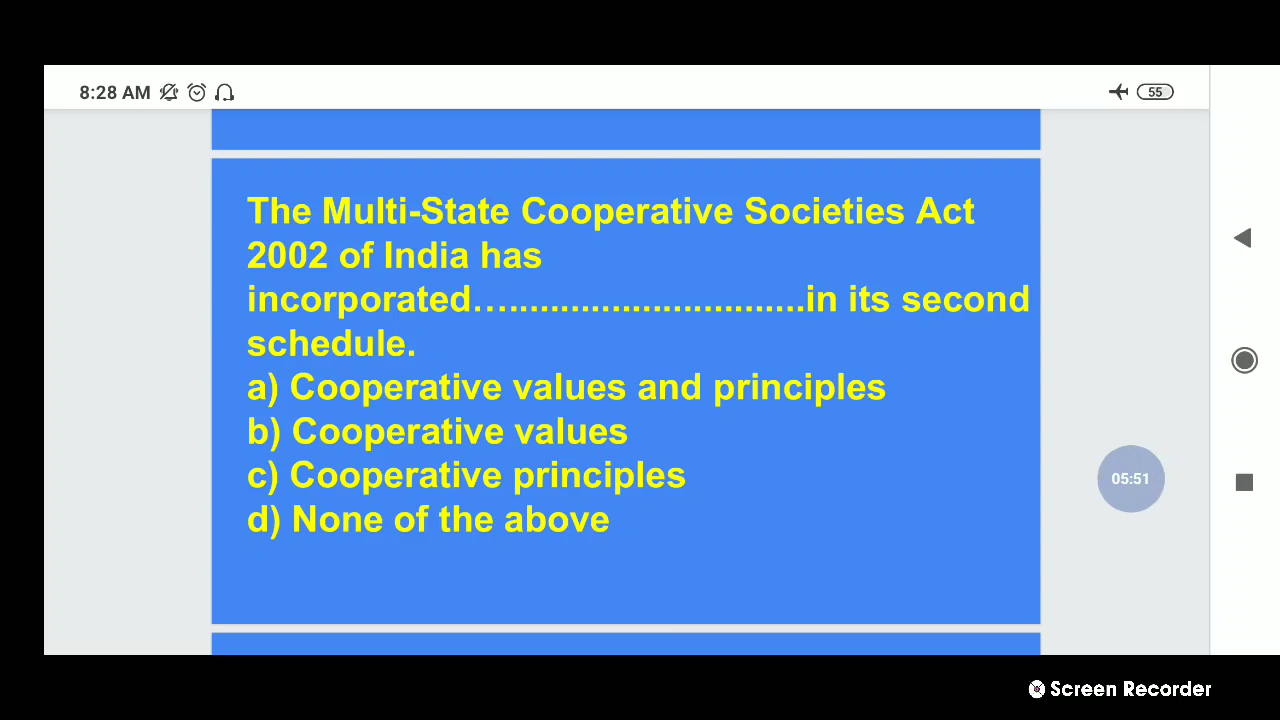 8:28 AM
55
The Multi-State Cooperative Societies Act
2002 of India has
incorporated…............................in its second
schedule.
a) Cooperative values and principles
b) Cooperative values
c) Cooperative principles
d) None of the above
05:51
Screen Recorder